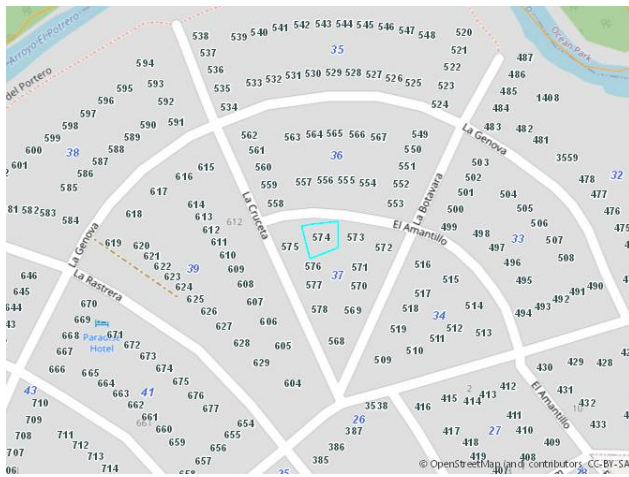 538 539 540 541 542 543 544 545 546 547 548 520
537 35 521
Ocean Park
Arroyo El Potrero
594 536 522 487
595 593 535 533 532 531 530 529 528 527 526 525 523 486
del Portero
596 592 534 524 485 1408
597 484
598 590 591 562 563 564 565 566 567 549 483 482
599 589 561 550 La Genova 481
600 38 588 560 36 551 503 3559
601 587 615 559 557 556 555 554 552 502 32
586 616 501 504 478
585 617 614 558 553 500 505 477
581 582 583 584 618 613 612 La Cruceta El Amantillo La Botavara 499 506 476
La Genova 619 620 612 575 574 573 572 498 33 507 475
621 611 497 508
622 39 610 576 571 516 496
646 623 609 577 37 570 515 495 490
645 La Rastrera 624 608 517 491
644 670 625 607 578 569 518 514 492
43 669 626 606 34 494 493
668 671 627 568 519 512 513
Paradise
Hotel
667 672 628 605 511
666 673 629 510
665 674 509 430 429 428
43 664 675 604 412 431
710 663 41 676 2 413 El Amantillo 432
709 662 677 3538 416 415 414 10
708 711 661 661 26 411 433
707 712 660 654 387 417 27 410
713 659 655 386 418 409
714 657 656 385 419 408
© OpenStreetMap (and) contributors, CC-BY-SA